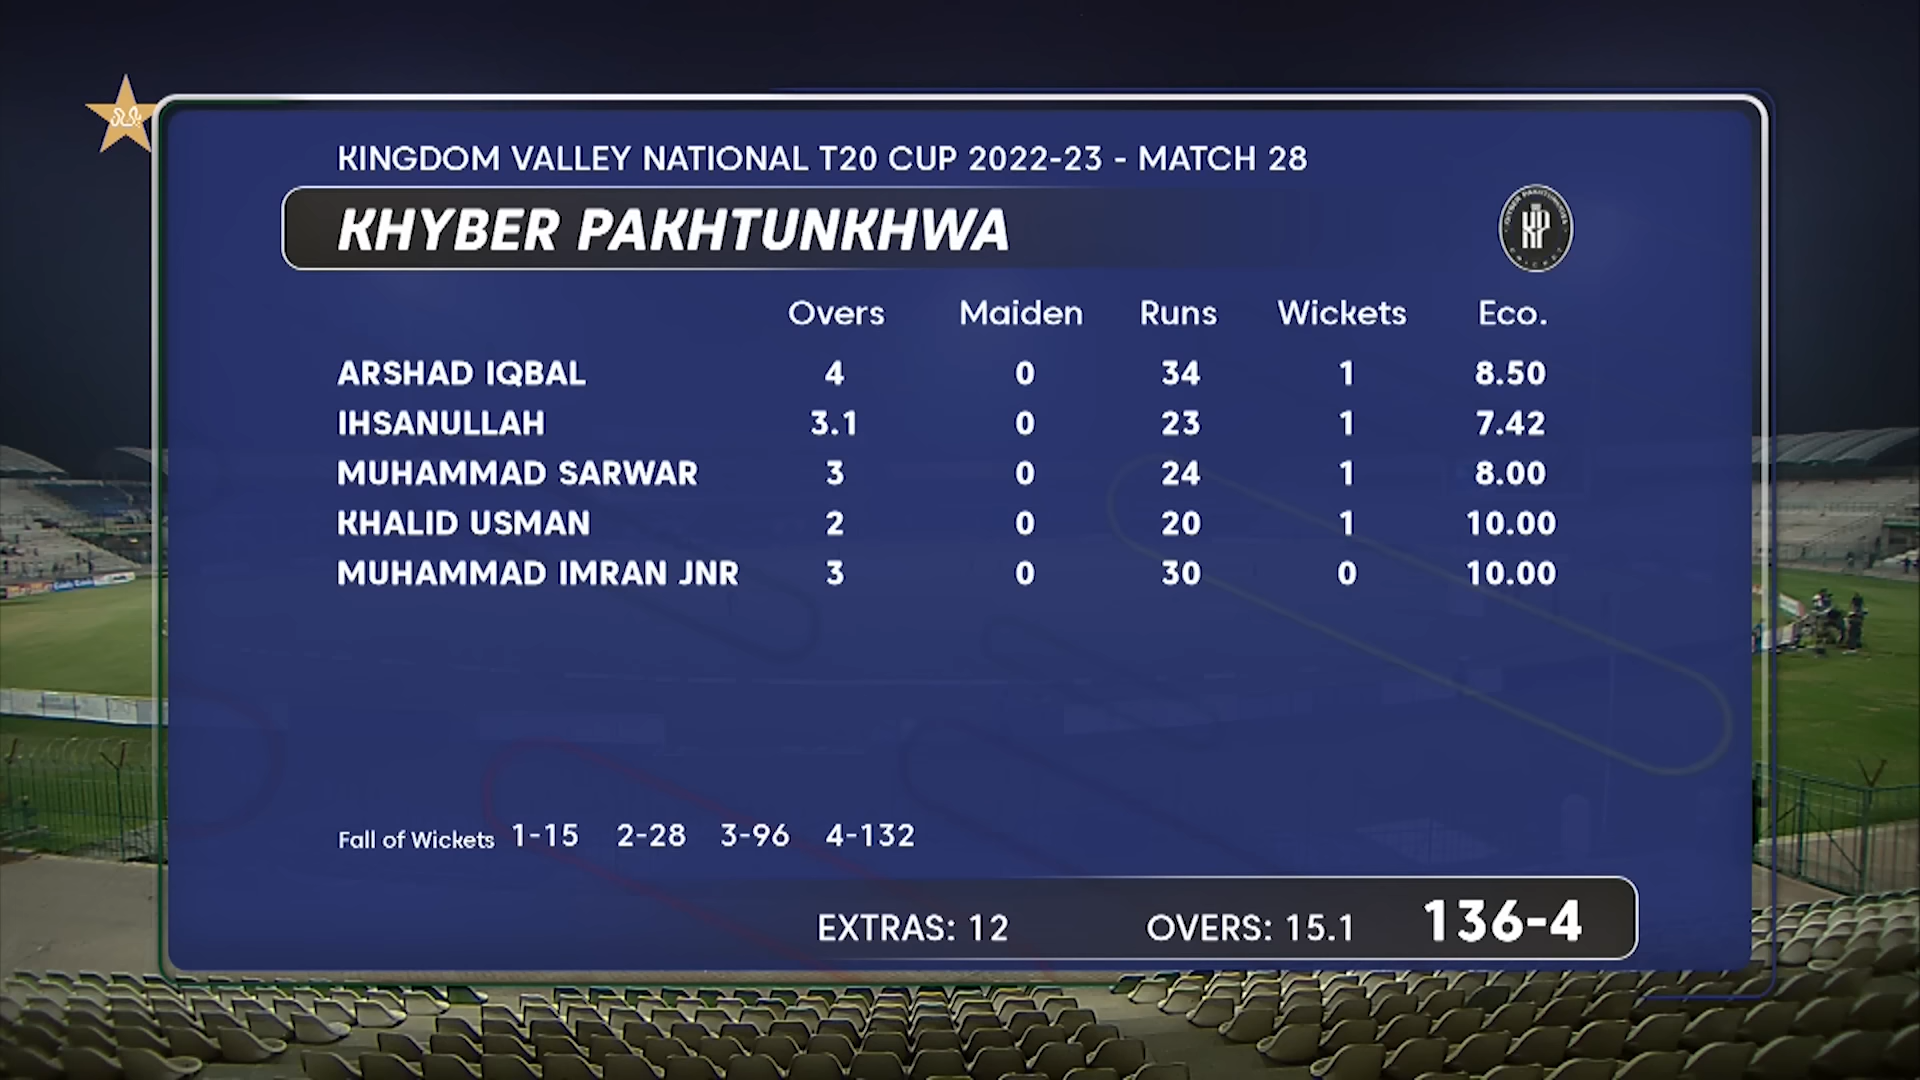 KINGDOM VALLEY NATIONAL T20 CUP 2022-23 - MATCH 28
KHYBER PAKHTUNKHWA
KP
Overs Maiden Runs Wickets Eco.
ARSHAD IQBAL 4 0 34 1 8.50
IHSANULLAH 3.1 0 23 1 7.42
MUHAMMAD SARWAR 3 0 24 1 8.00
KHALID USMAN 2 0 20 1 10.00
MUHAMMAD IMRAN JNR 3 0 30 0 10.00
Fall of Wickets 1-15 2-28 3-96 4-132
EXTRAS: 12 OVERS: 15.1 136-4